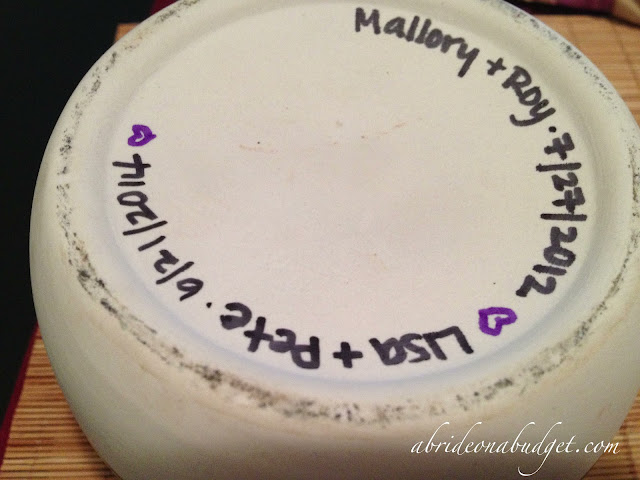 Mallory + Roy · 7/27/2012
Lisa + Pete · 6/21/2014
abrideonabudget.com